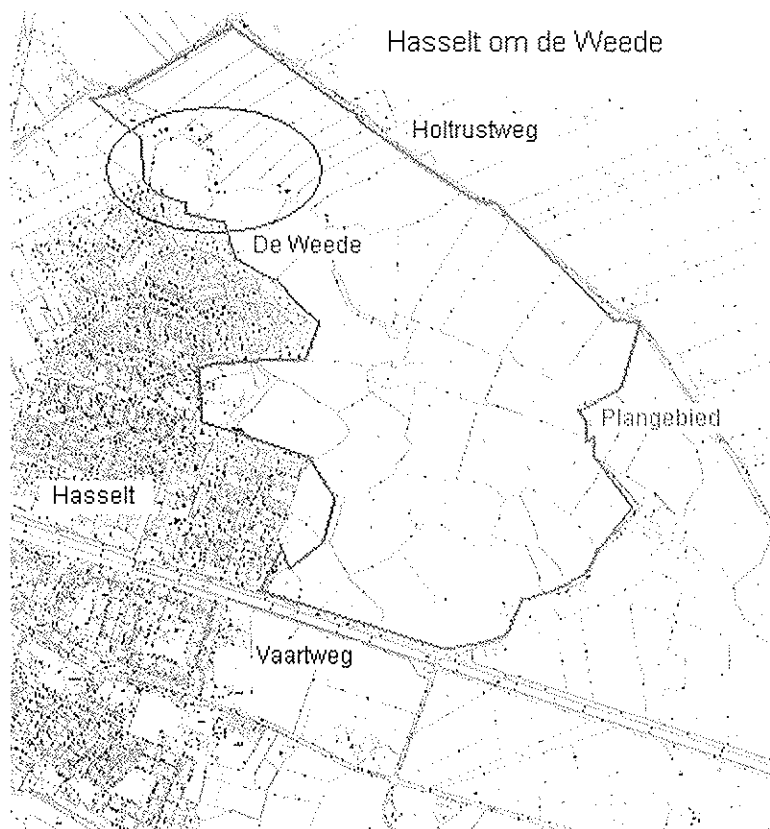 Hasselt om de Weede
Holtrustweg
De Weede
Plangebied
Hasselt
Vaartweg